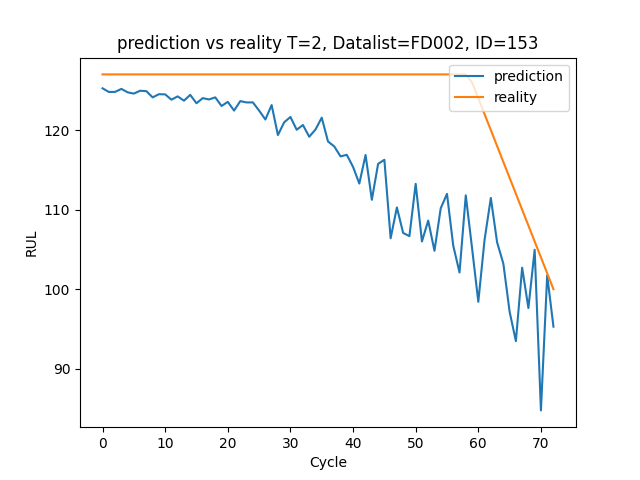 prediction vs reality T=2, Datalist=FD002, ID=153
prediction
reality
120
110
100
90
RUL
0 10 20 30 40 50 60 70
Cycle